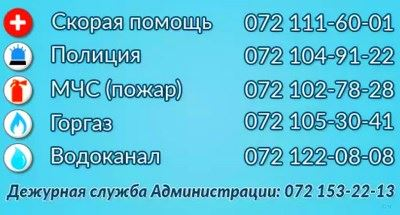 Скорая помощь 072 111-60-01
Полиция 072 104-91-22
МЧС (пожар) 072 102-78-28
Горгаз 072 105-30-41
Водоканал 072 122-08-08
Дежурная служба Администрации: 072 153-22-13